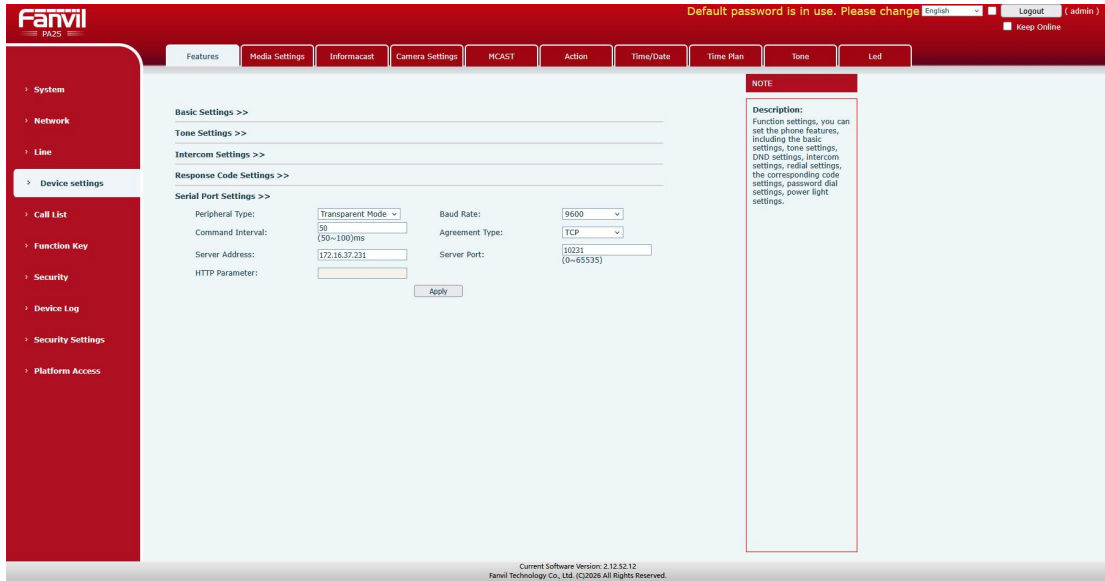 Fanvil
PA2S
Default password is in use. Please change
English
Logout
( admin )
Keep Online
Features
Media Settings
Informacast
Camera Settings
MCAST
Action
Time/Date
Time Plan
Tone
Led
› System
› Network
› Line
› Device settings
› Call List
› Function Key
› Security
› Device Log
› Security Settings
› Platform Access
Basic Settings >>
Tone Settings >>
Intercom Settings >>
Response Code Settings >>
Serial Port Settings >>
Peripheral Type:
Transparent Mode
Baud Rate:
9600
Command Interval:
50
(50~100)ms
Agreement Type:
TCP
Server Address:
172.16.37.231
Server Port:
10231
(0~65535)
HTTP Parameter:
Apply
NOTE
Description:
Function settings, you can
set the phone features,
including the basic
settings, tone settings,
DND settings, intercom
settings, redial settings,
the corresponding code
settings, password dial
settings, power light
settings.
Current Software Version: 2.12.52.12
Fanvil Technology Co., Ltd. (C)2026 All Rights Reserved.